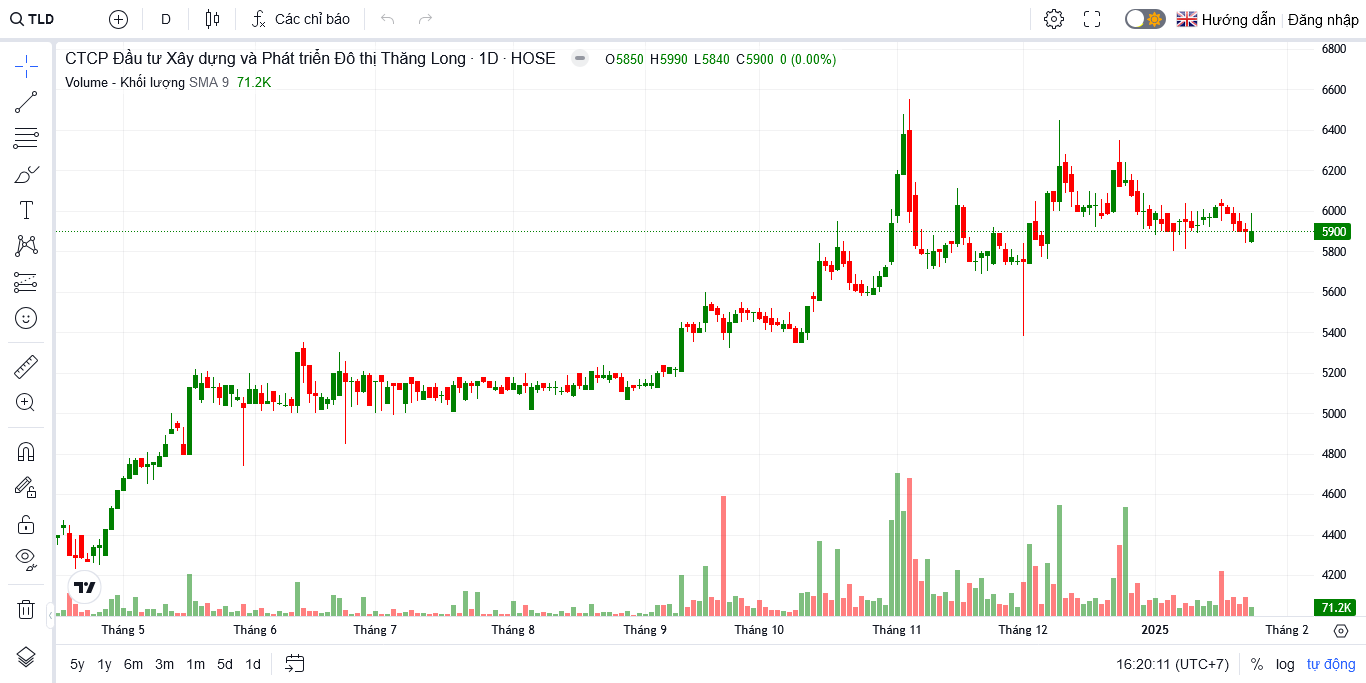 TLD D Các chỉ báo Hướng dẫn Đăng nhập
CTCP Đầu tư Xây dựng và Phát triển Đô thị Thăng Long · 1D · HOSE O5850 H5990 L5840 C5900 0 (0.00%)
Volume - Khối lượng SMA 9 71.2K
6800
6600
6400
6200
6000
5900
5800
5600
5400
5200
5000
4800
4600
4400
4200
71.2K
Tháng 5 Tháng 6 Tháng 7 Tháng 8 Tháng 9 Tháng 10 Tháng 11 Tháng 12 2025 Tháng 2
5y 1y 6m 3m 1m 5d 1d 16:20:11 (UTC+7) % log tự động